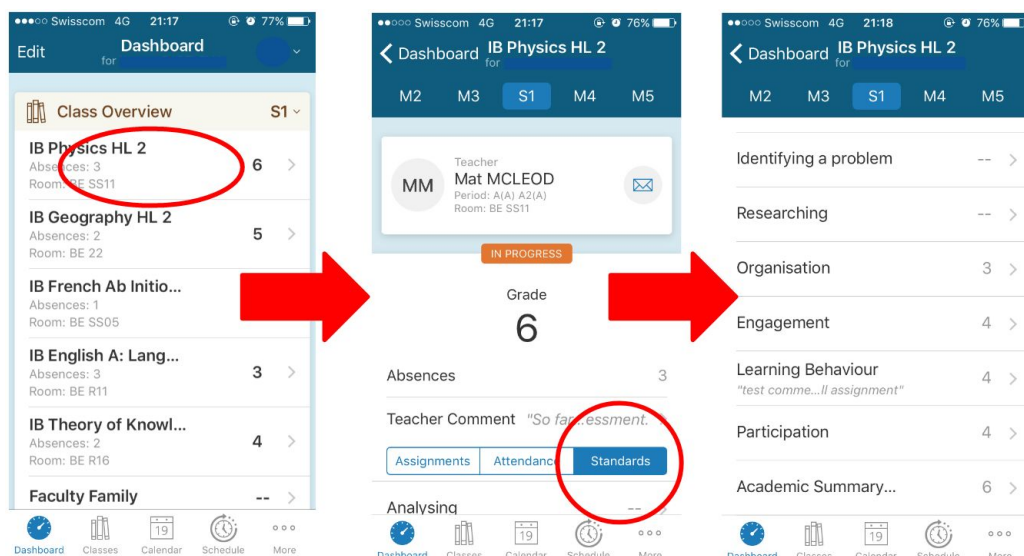 ●●●○○ Swisscom 4G 21:17 77%
Edit Dashboard
for
Class Overview S1
IB Physics HL 2
Absences: 3 6
Room: BE SS11
IB Geography HL 2
Absences: 2 5
Room: BE 22
IB French Ab Initio...
Absences: 1
Room: BE SS05
IB English A: Lang...
Absences: 3 3
Room: BE R11
IB Theory of Knowl...
Absences: 2 4
Room: BE R16
Faculty Family --
19
Dashboard Classes Calendar Schedule More
●●○○○ Swisscom 4G 21:17 76%
Dashboard IB Physics HL 2
for
M2 M3 S1 M4 M5
Teacher
MM Mat MCLEOD
Period: A(A) A2(A)
Room: BE SS11
IN PROGRESS
Grade
6
Absences 3
Teacher Comment "So far...essment.
Assignments Attendance Standards
Analysing --
19
Dashboard Classes Calendar Schedule More
●●○○○ Swisscom 4G 21:18 76%
Dashboard IB Physics HL 2
for
M2 M3 S1 M4 M5
Identifying a problem --
Researching --
Organisation 3
Engagement 4
Learning Behaviour 4
"test comme...ll assignment"
Participation 4
Academic Summary... 6
19
Dashboard Classes Calendar Schedule More